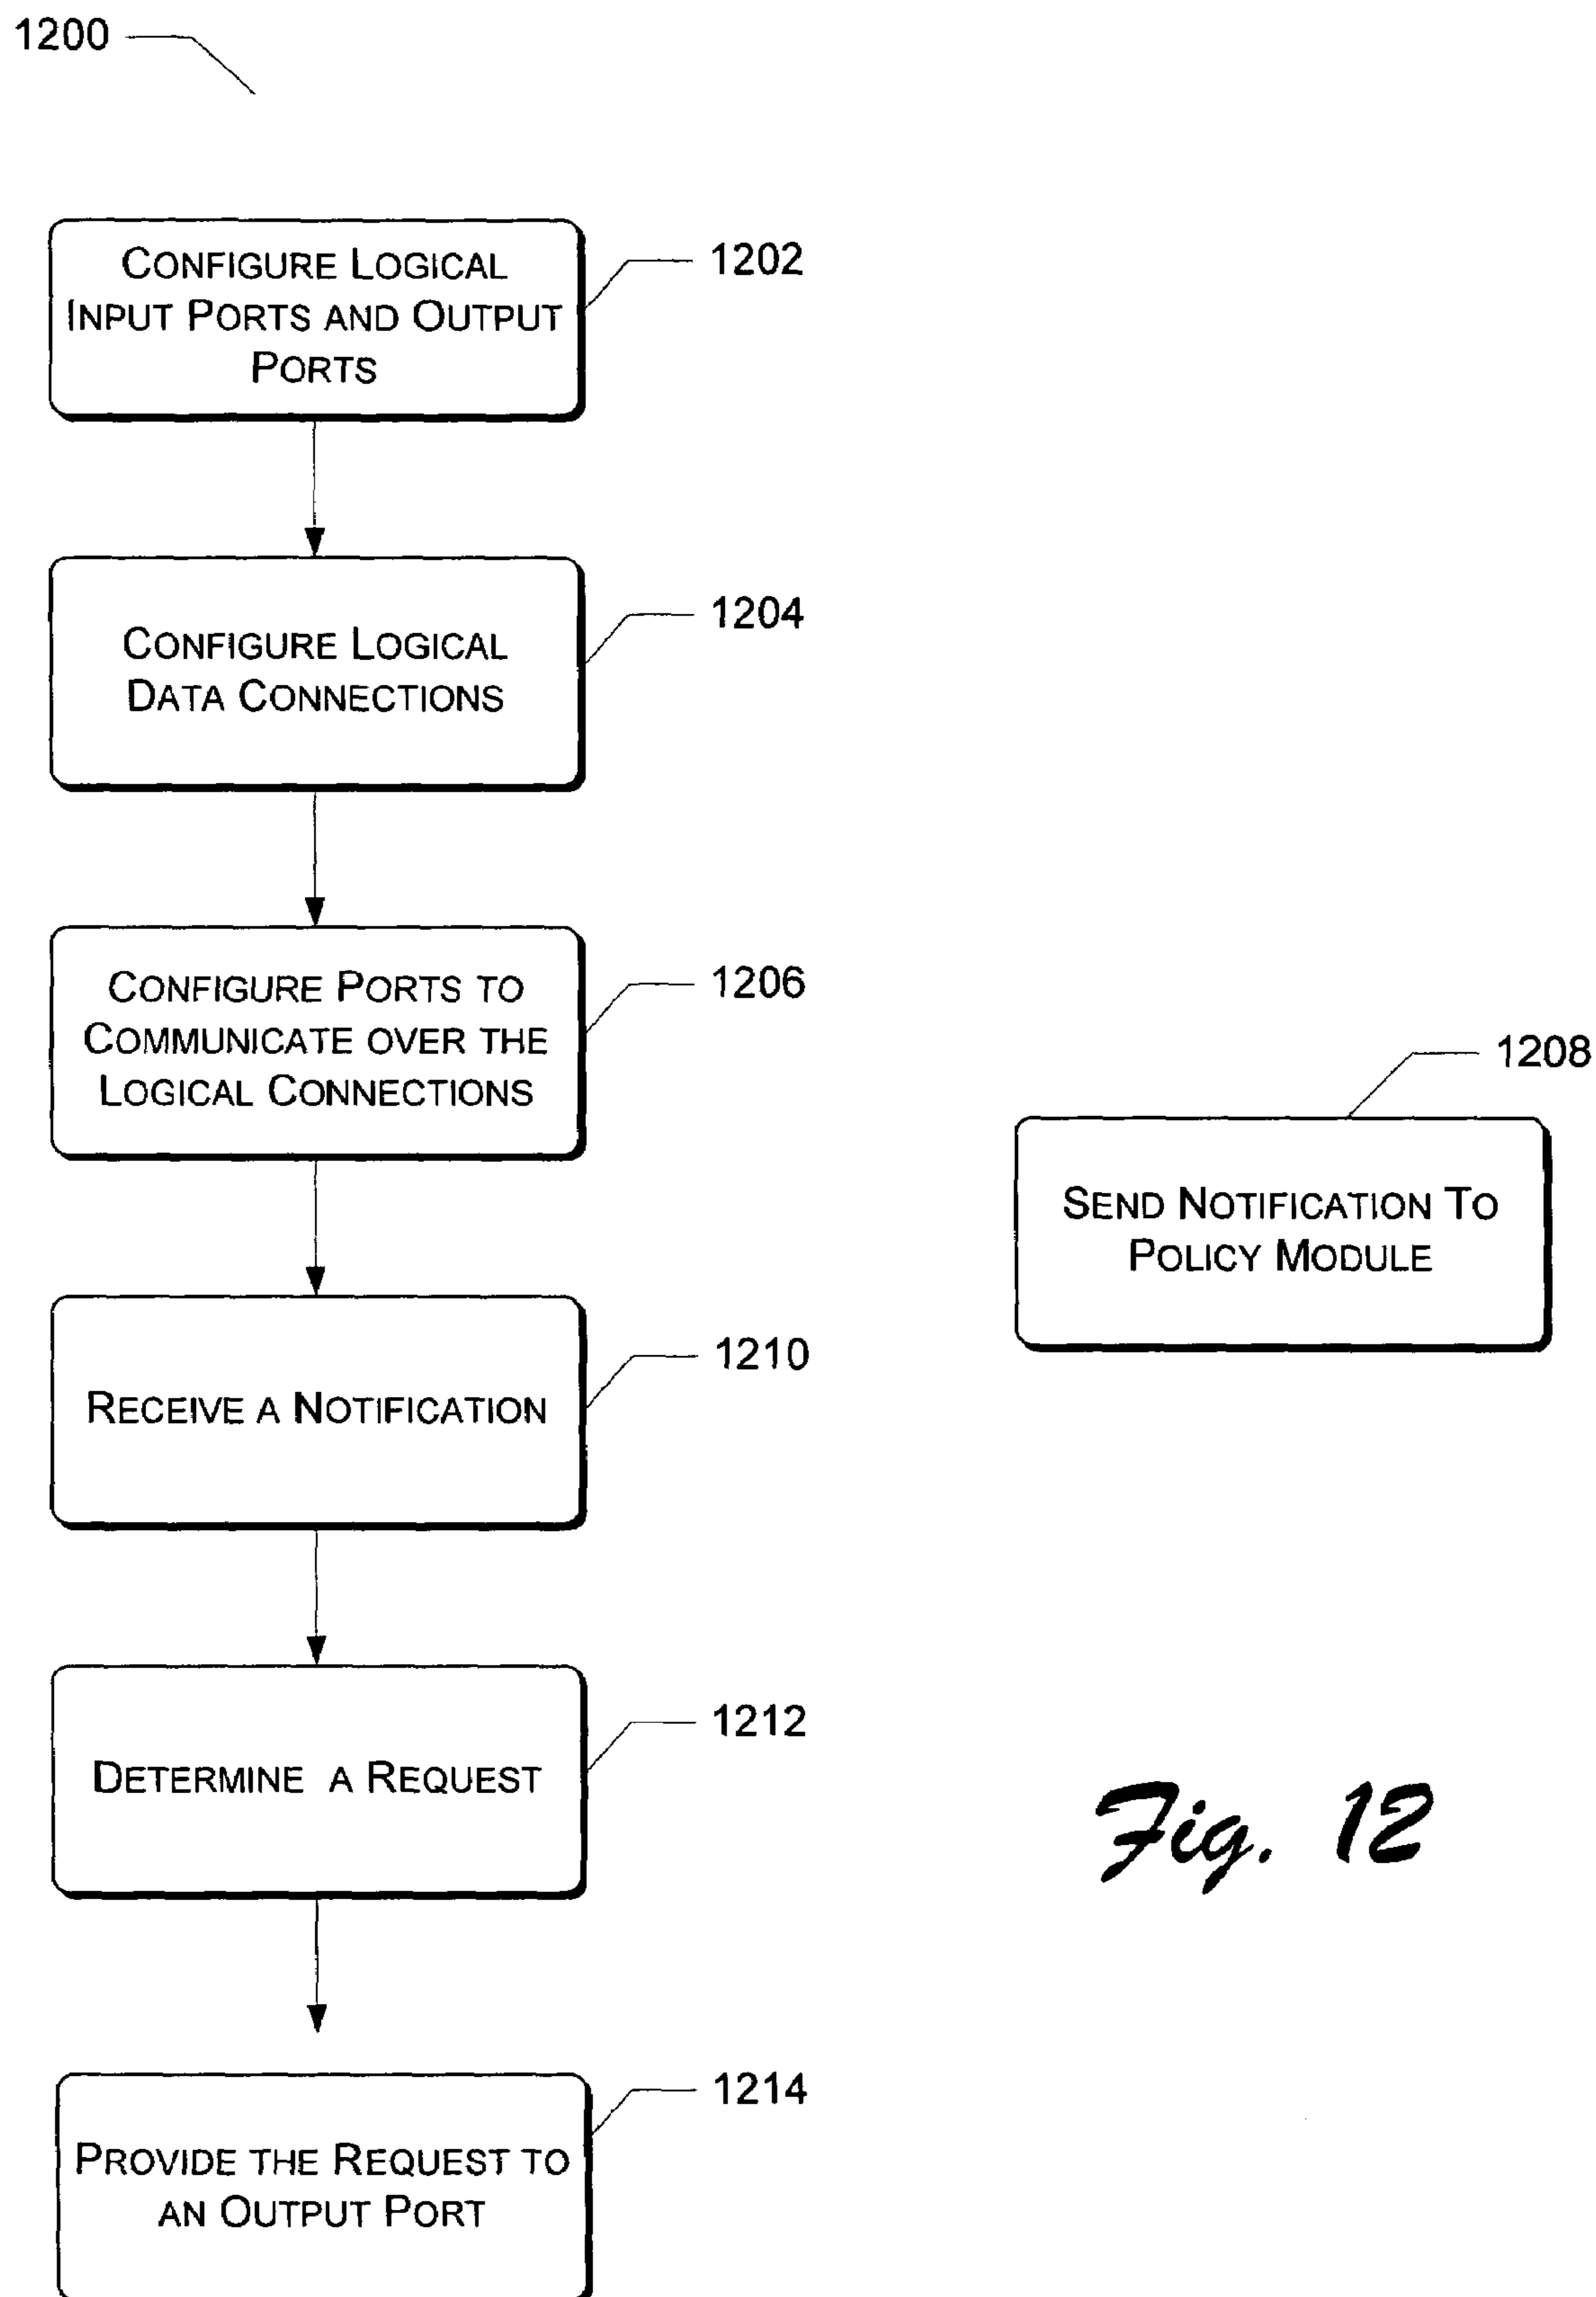 1200
CONFIGURE LOGICAL
INPUT PORTS AND OUTPUT
PORTS
1202
CONFIGURE LOGICAL
DATA CONNECTIONS
1204
CONFIGURE PORTS TO
COMMUNICATE OVER THE
LOGICAL CONNECTIONS
1206
1208
SEND NOTIFICATION TO
POLICY MODULE
RECEIVE A NOTIFICATION
1210
DETERMINE A REQUEST
1212
PROVIDE THE REQUEST TO
AN OUTPUT PORT
1214
Fig. 12